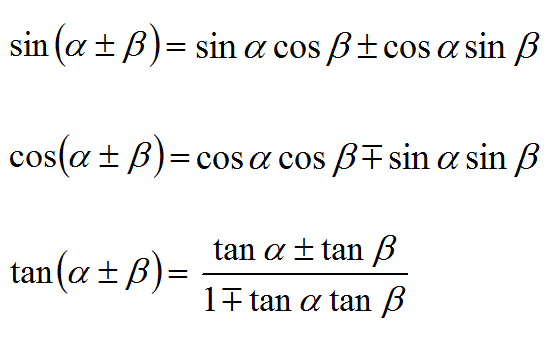 sin(α ± β) = sin α cos β ± cos α sin β
cos(α ± β) = cos α cos β ∓ sin α sin β
tan(α ± β) = (tan α ± tan β) / (1 ∓ tan α tan β)